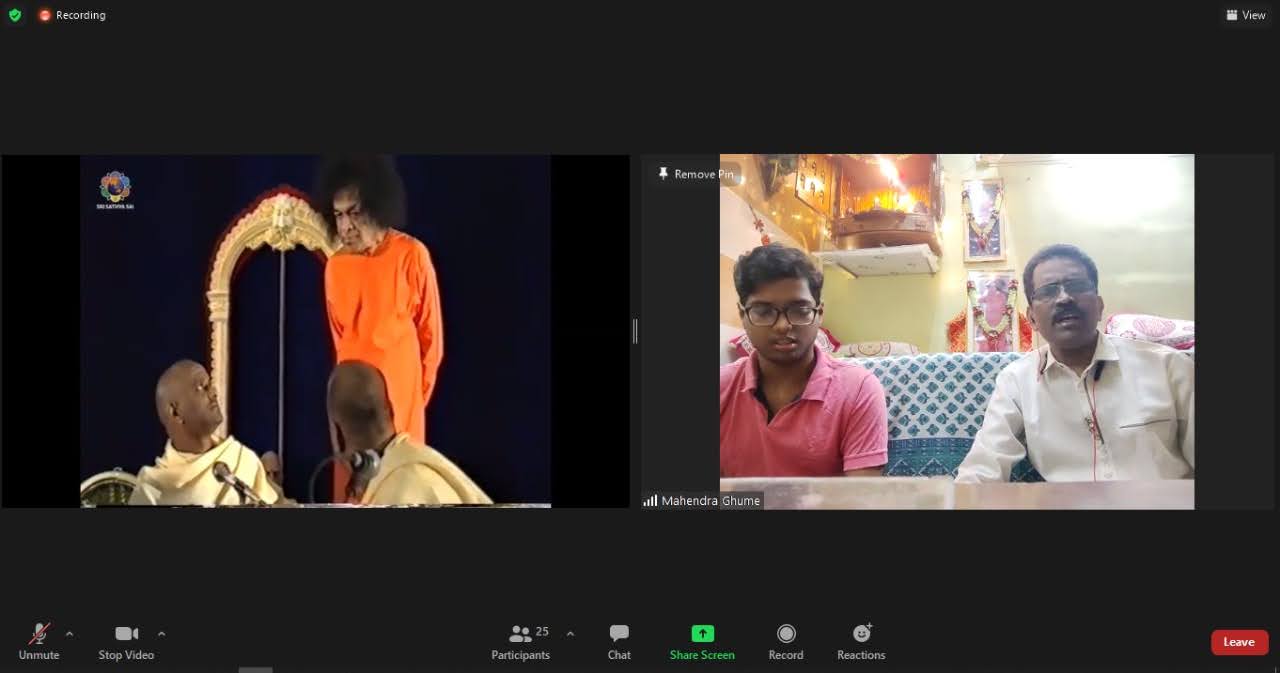 Recording
View
SRI SATHYA SAI
Remove Pin
Mahendra Ghume
Unmute
Stop Video
25
Participants
Chat
Share Screen
Record
Reactions
Leave